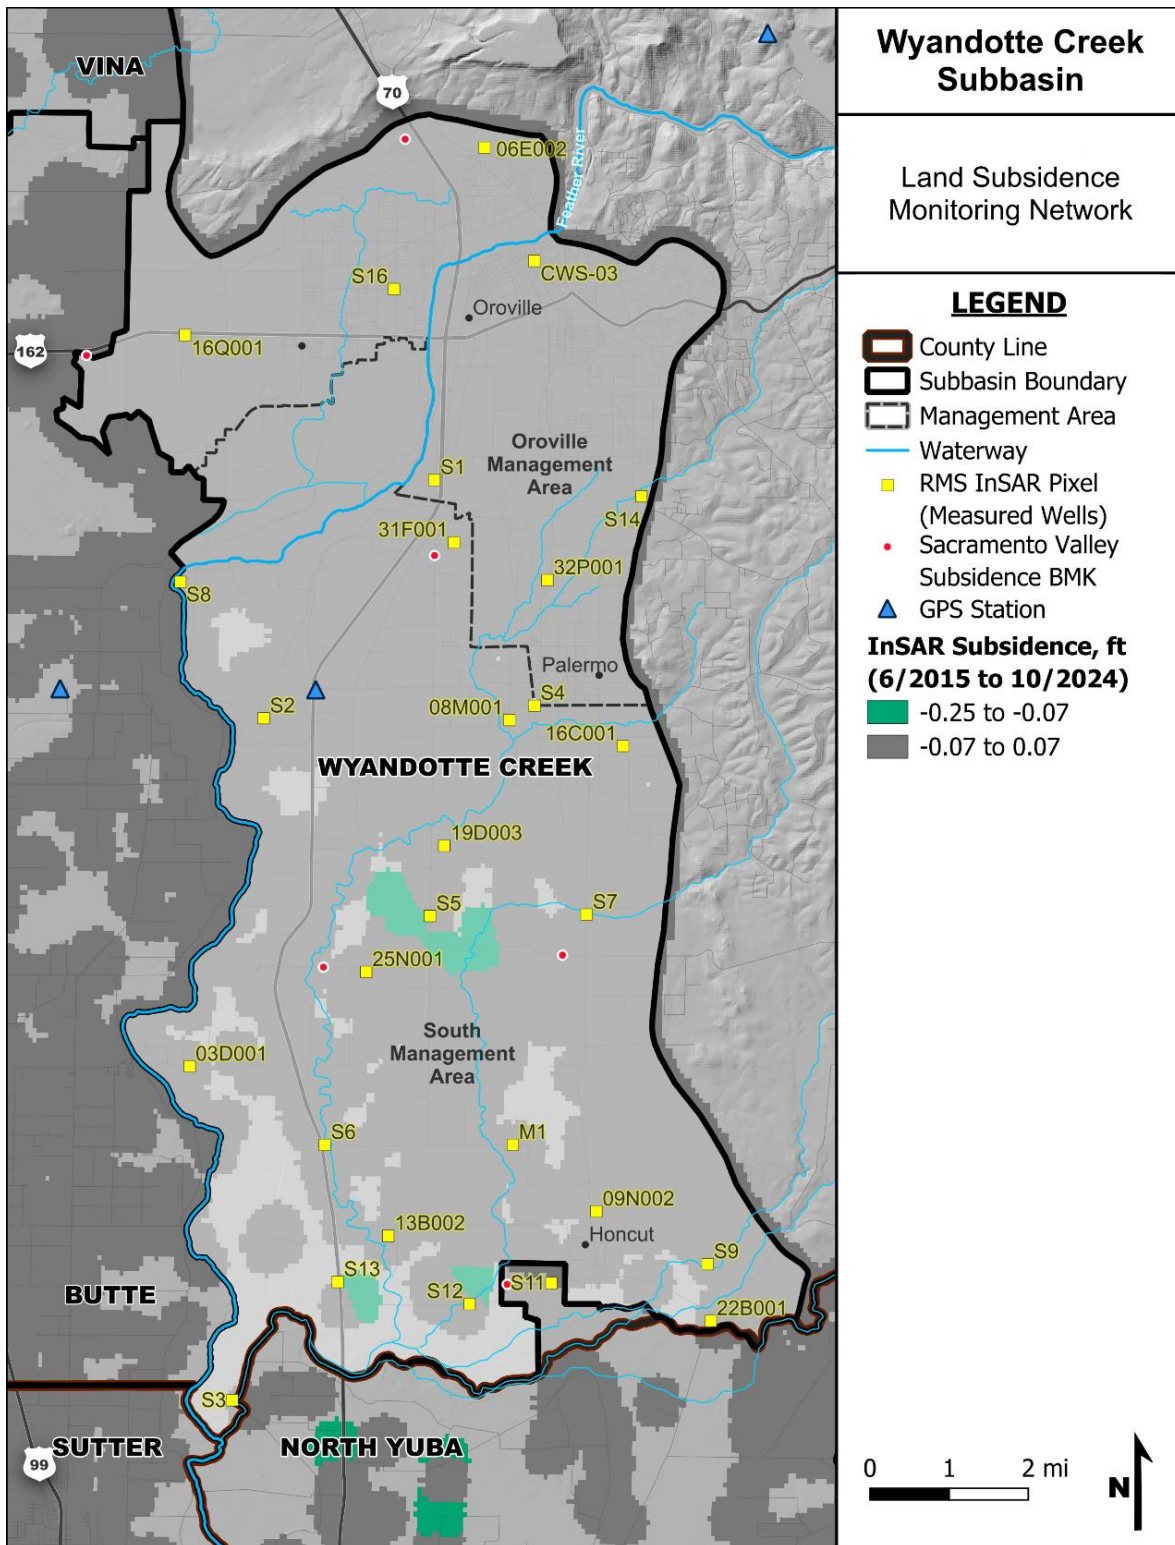 Wyandotte Creek
Subbasin
Land Subsidence
Monitoring Network
LEGEND
County Line
Subbasin Boundary
Management Area
Waterway
RMS InSAR Pixel
(Measured Wells)
Sacramento Valley
Subsidence BMK
GPS Station
InSAR Subsidence, ft
(6/2015 to 10/2024)
-0.25 to -0.07
-0.07 to 0.07
0 1 2 mi
N
VINA
70
06E002
Feather River
CWS-03
S16
Oroville
16Q001
162
Oroville
Management
Area
S1
S14
31F001
32P001
S8
Palermo
S4
S2
08M001
16C001
WYANDOTTE CREEK
19D003
S5
S7
25N001
South
Management
Area
03D001
S6
M1
09N002
13B002
Honcut
S9
S13
S11
S12
BUTTE
22B001
S3
SUTTER
NORTH YUBA
99